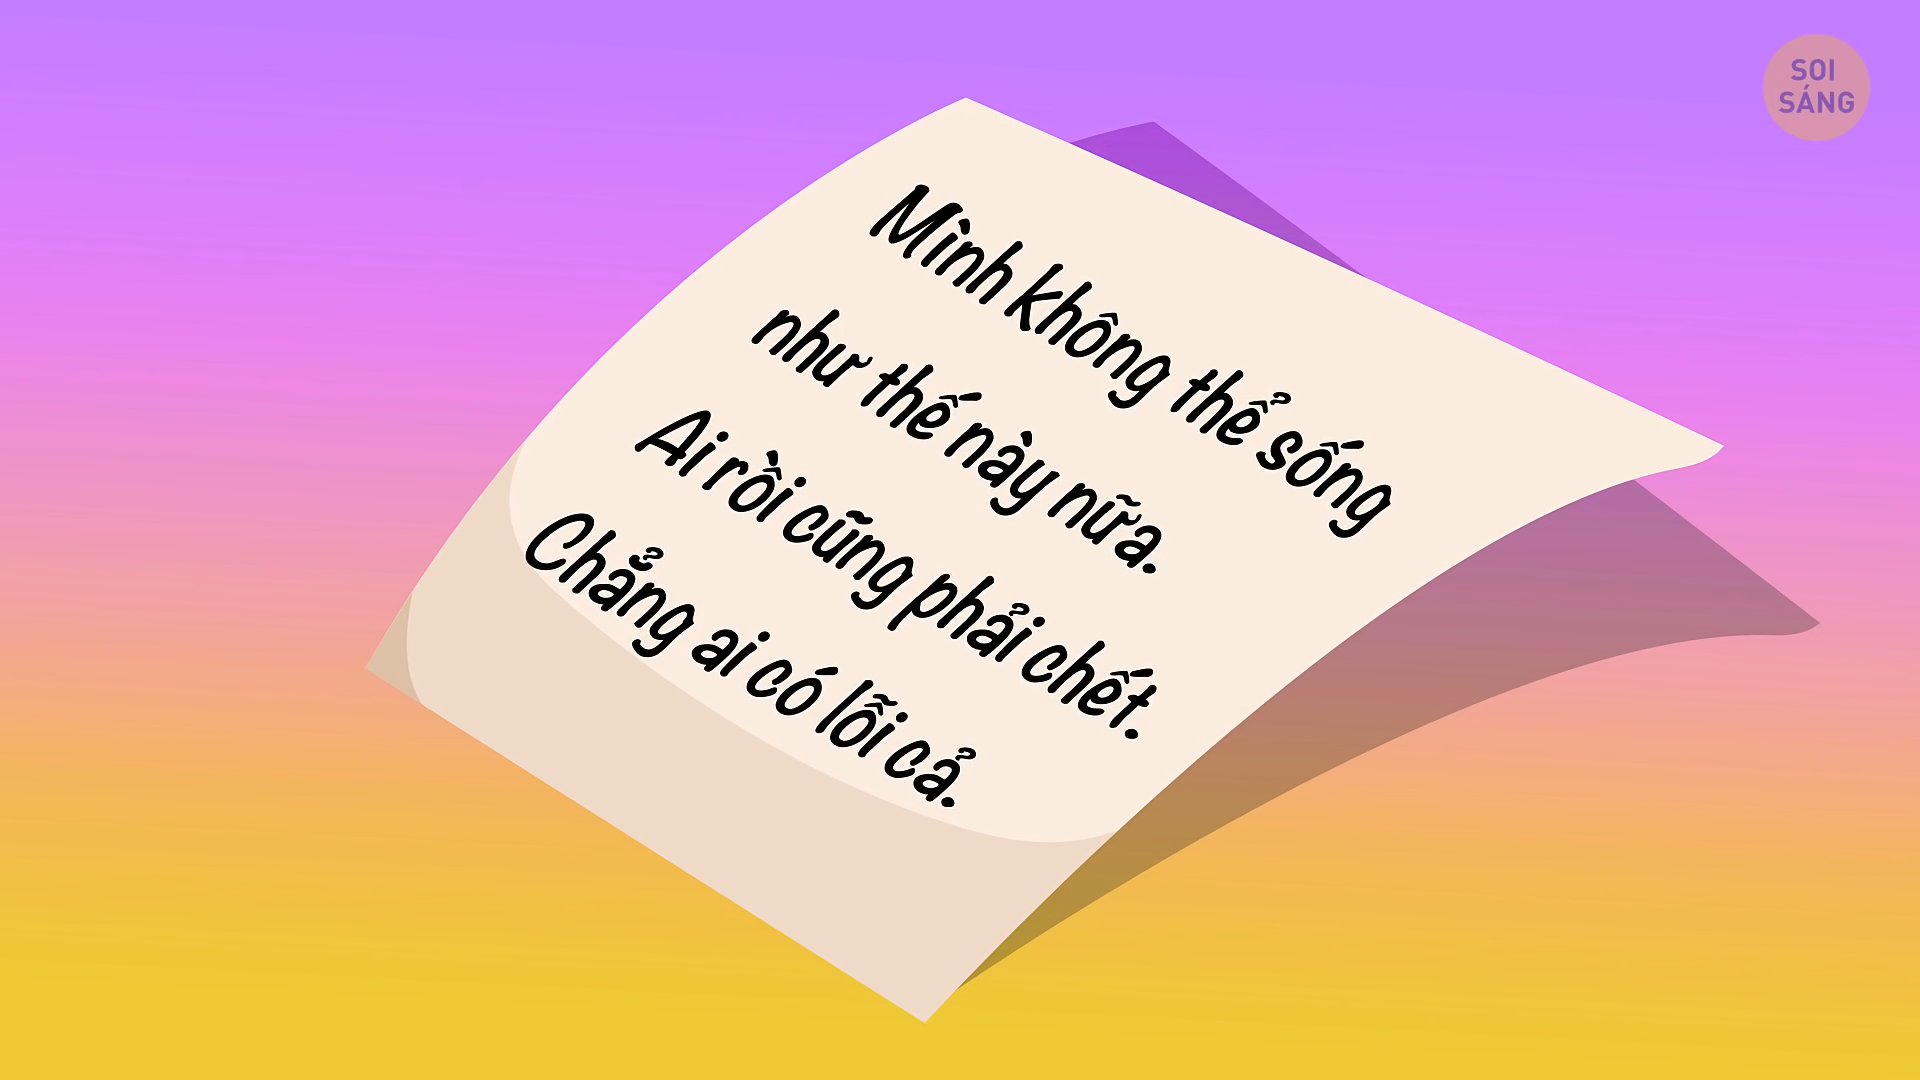 SOI
SÁNG
Mình không thể sống
như thế này nữa.
Ai rồi cũng phải chết.
Chẳng ai có lỗi cả.